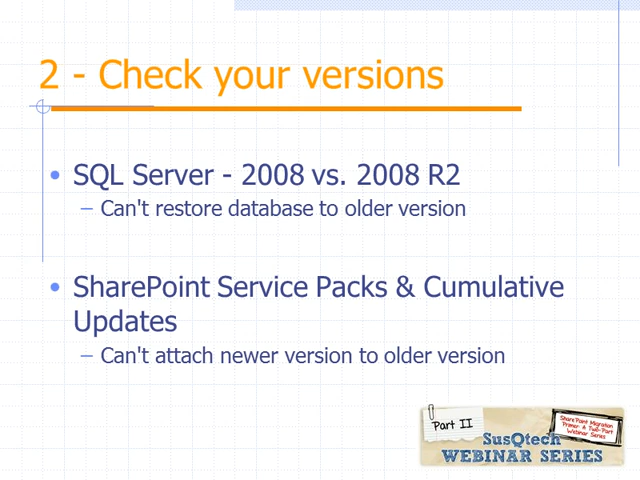 2 - Check your versions
• SQL Server - 2008 vs. 2008 R2
– Can't restore database to older version
• SharePoint Service Packs & Cumulative
Updates
– Can't attach newer version to older version
Part II
SharePoint Migration
Primer A Two-Part
Webinar Series
SusQtech
WEBINAR SERIES